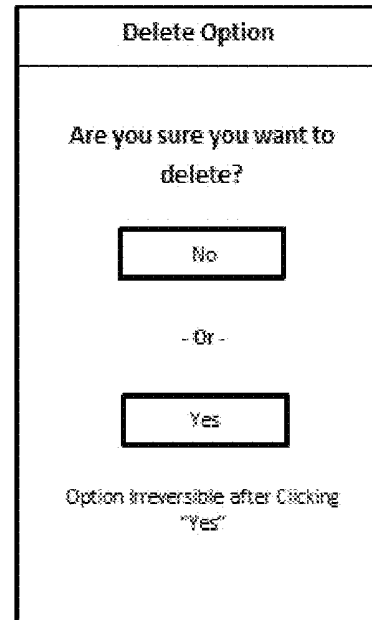 Delete Option
Are you sure you want to
delete?
No
- Or -
Yes
Option Irreversible after Clicking
"Yes"